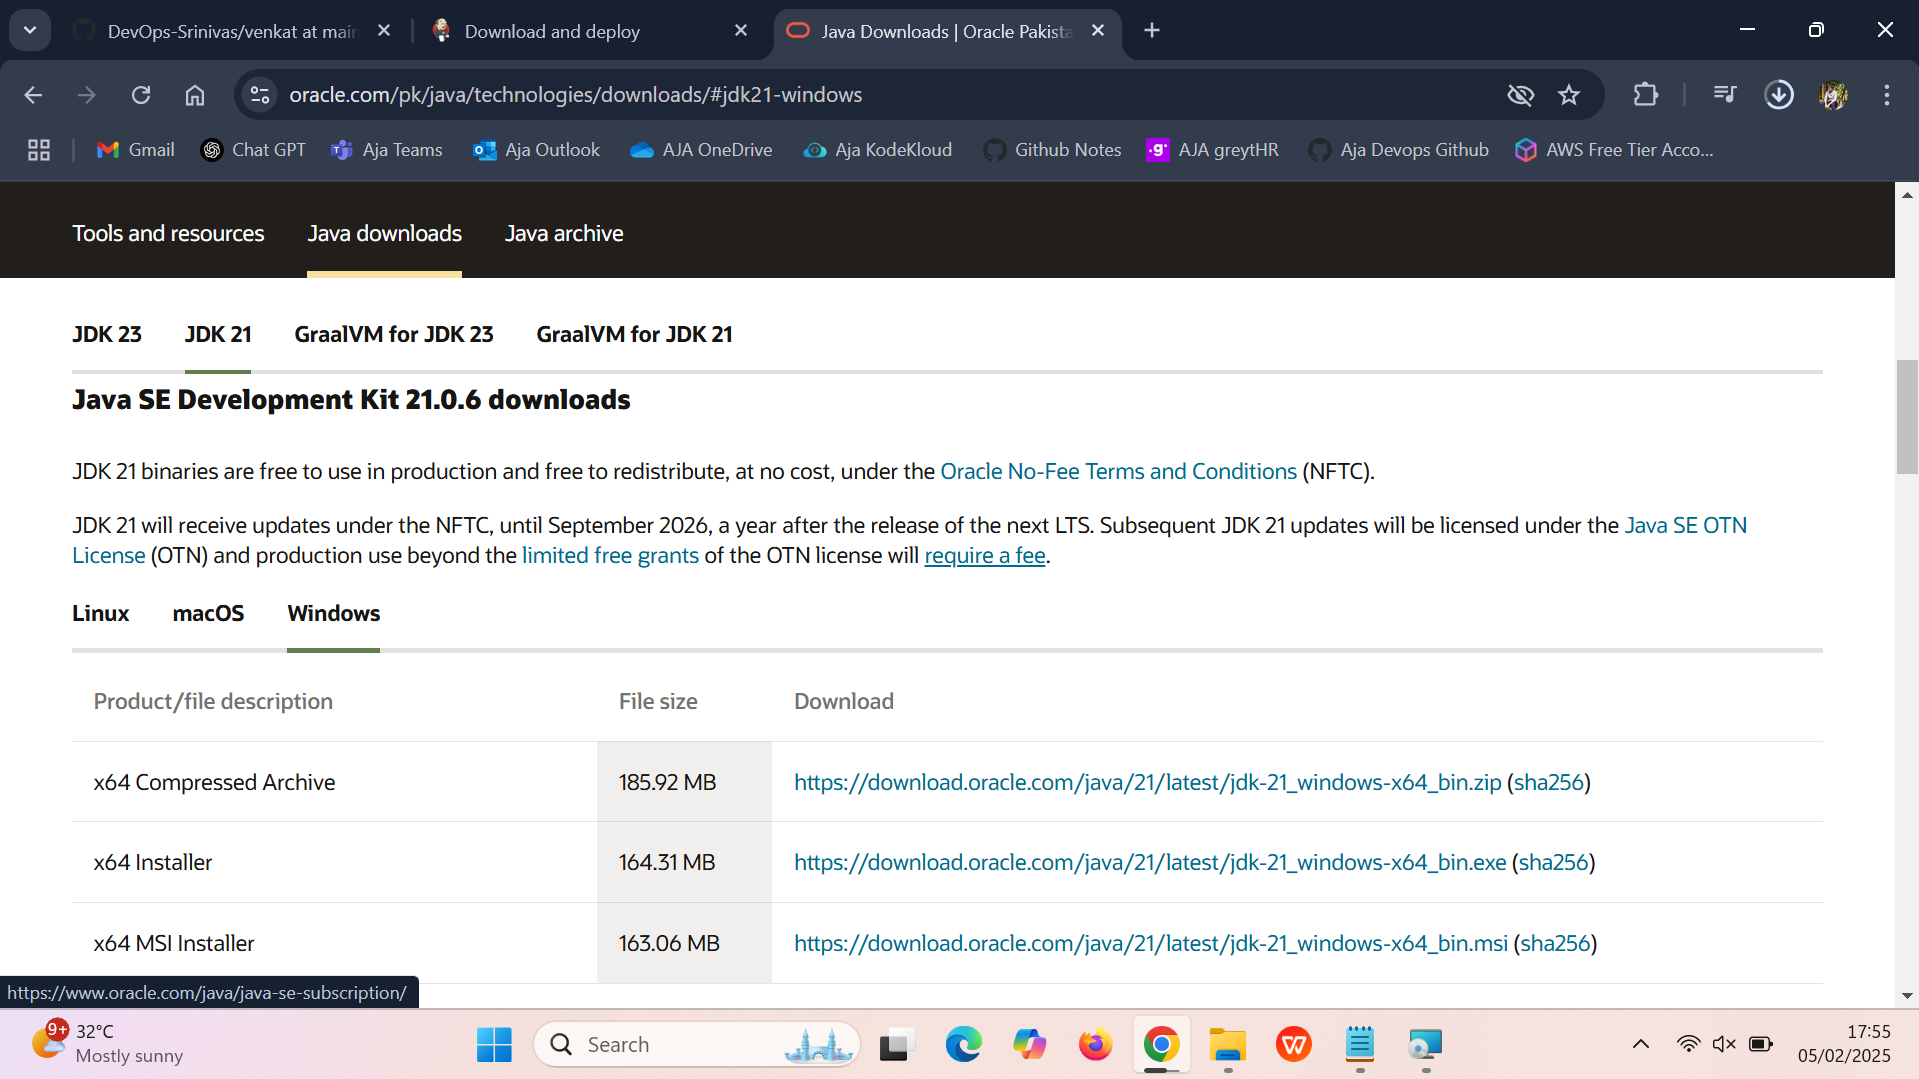 DevOps-Srinivas/venkat at main
Download and deploy
Java Downloads | Oracle Pakista
oracle.com/pk/java/technologies/downloads/#jdk21-windows
Gmail
Chat GPT
Aja Teams
Aja Outlook
AJA OneDrive
Aja KodeKloud
Github Notes
.g*
AJA greytHR
Aja Devops Github
AWS Free Tier Acco...
Tools and resources
Java downloads
Java archive
JDK 23
JDK 21
GraalVM for JDK 23
GraalVM for JDK 21
Java SE Development Kit 21.0.6 downloads
JDK 21 binaries are free to use in production and free to redistribute, at no cost, under the Oracle No-Fee Terms and Conditions (NFTC).
JDK 21 will receive updates under the NFTC, until September 2026, a year after the release of the next LTS. Subsequent JDK 21 updates will be licensed under the Java SE OTN
License (OTN) and production use beyond the limited free grants of the OTN license will require a fee.
Linux
macOS
Windows
Product/file description
File size
Download
x64 Compressed Archive
185.92 MB
https://download.oracle.com/java/21/latest/jdk-21_windows-x64_bin.zip (sha256)
x64 Installer
164.31 MB
https://download.oracle.com/java/21/latest/jdk-21_windows-x64_bin.exe (sha256)
x64 MSI Installer
163.06 MB
https://download.oracle.com/java/21/latest/jdk-21_windows-x64_bin.msi (sha256)
https://www.oracle.com/java/java-se-subscription/
9+
32°C
Mostly sunny
Search
17:55
05/02/2025